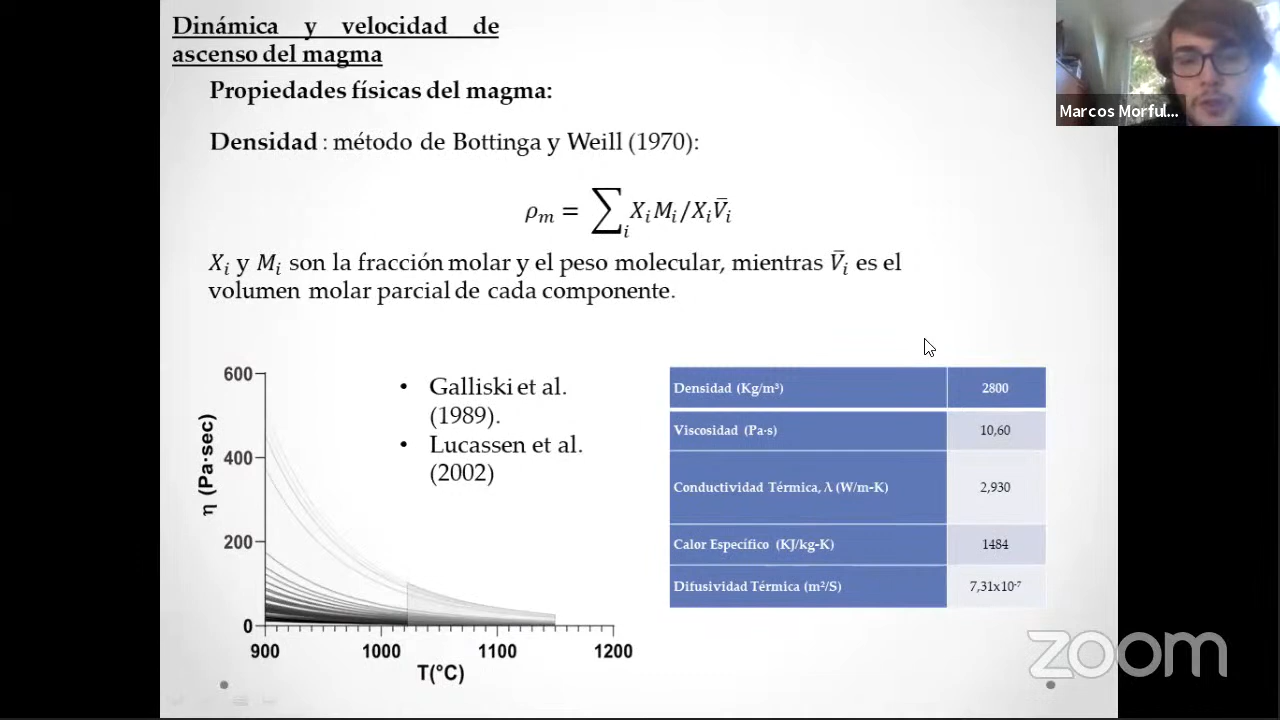 Dinámica y velocidad de
ascenso del magma
Propiedades físicas del magma:
Densidad : método de Bottinga y Weill (1970):
ρₘ = ∑ᵢ XᵢMᵢ/XᵢV̄ᵢ
Xᵢ y Mᵢ son la fracción molar y el peso molecular, mientras V̄ᵢ es el
volumen molar parcial de cada componente.
• Galliski et al.
(1989).
• Lucassen et al.
(2002)
η (Pa·sec)
600
400
200
0
900 1000 1100 1200
T(°C)
Densidad (Kg/m³) 2800
Viscosidad (Pa·s) 10,60
Conductividad Térmica, λ (W/m-K) 2,930
Calor Específico (KJ/kg-K) 1484
Difusividad Térmica (m²/S) 7,31x10⁻⁷
Marcos Morful...
zoom